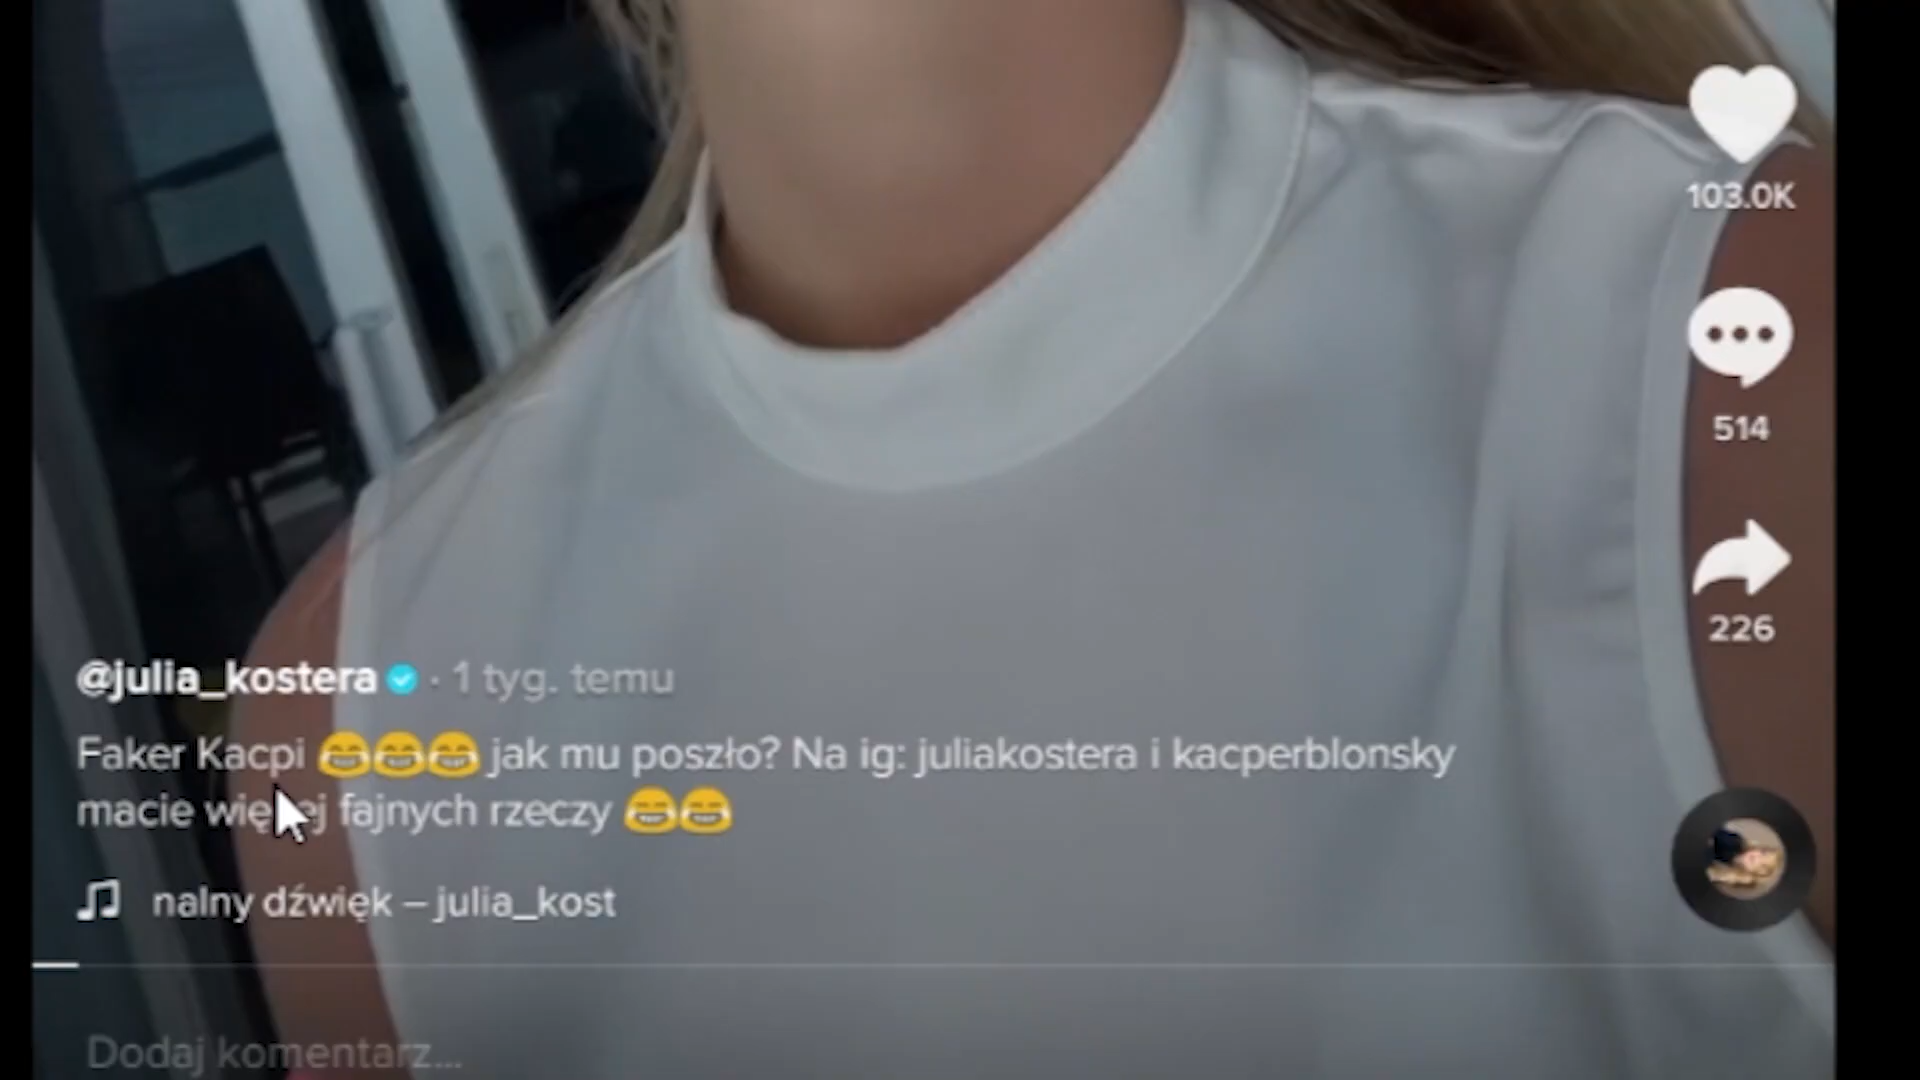 103.0K
514
226
@julia_kostera · 1 tyg. temu
Faker Kacpi 😂😂😂 jak mu poszło? Na ig: juliakostera i kacperblonsky
macie więcej fajnych rzeczy 😂😂
nalny dźwięk – julia_kost
Dodaj komentarz...